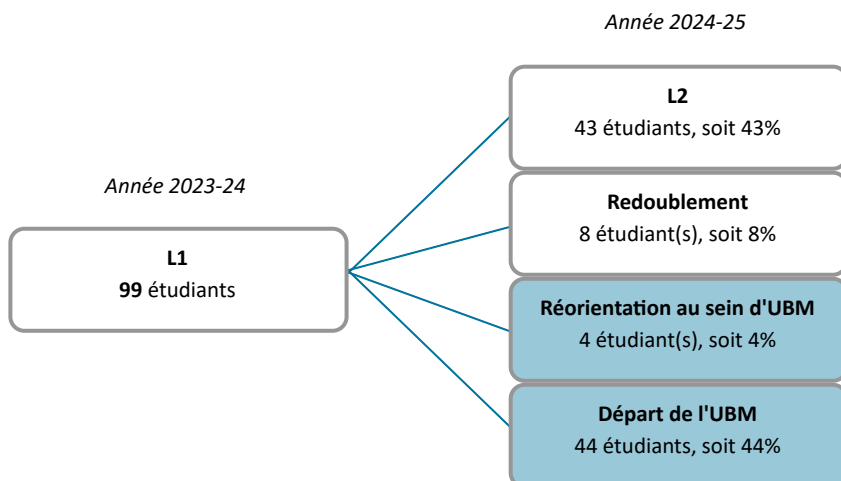 Année 2024-25
L2
43 étudiants, soit 43%
Année 2023-24
Redoublement
8 étudiant(s), soit 8%
L1
99 étudiants
Réorientation au sein d'UBM
4 étudiant(s), soit 4%
Départ de l'UBM
44 étudiants, soit 44%